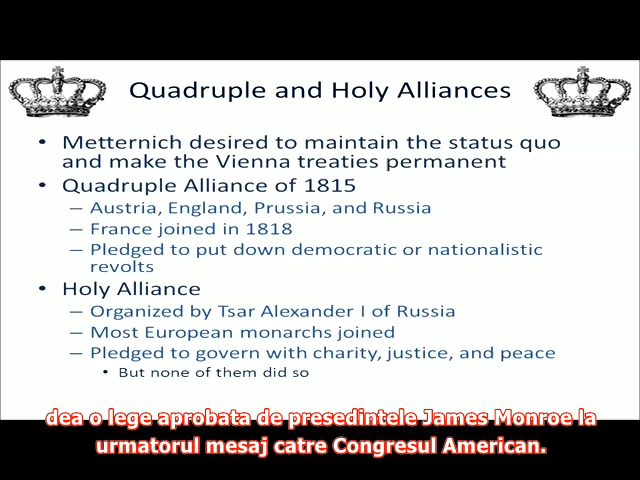 Quadruple and Holy Alliances
• Metternich desired to maintain the status quo
and make the Vienna treaties permanent
• Quadruple Alliance of 1815
– Austria, England, Prussia, and Russia
– France joined in 1818
– Pledged to put down democratic or nationalistic
revolts
• Holy Alliance
– Organized by Tsar Alexander I of Russia
– Most European monarchs joined
– Pledged to govern with charity, justice, and peace
• But none of them did so
dea o lege aprobata de presedintele James Monroe la
urmatorul mesaj catre Congresul American.